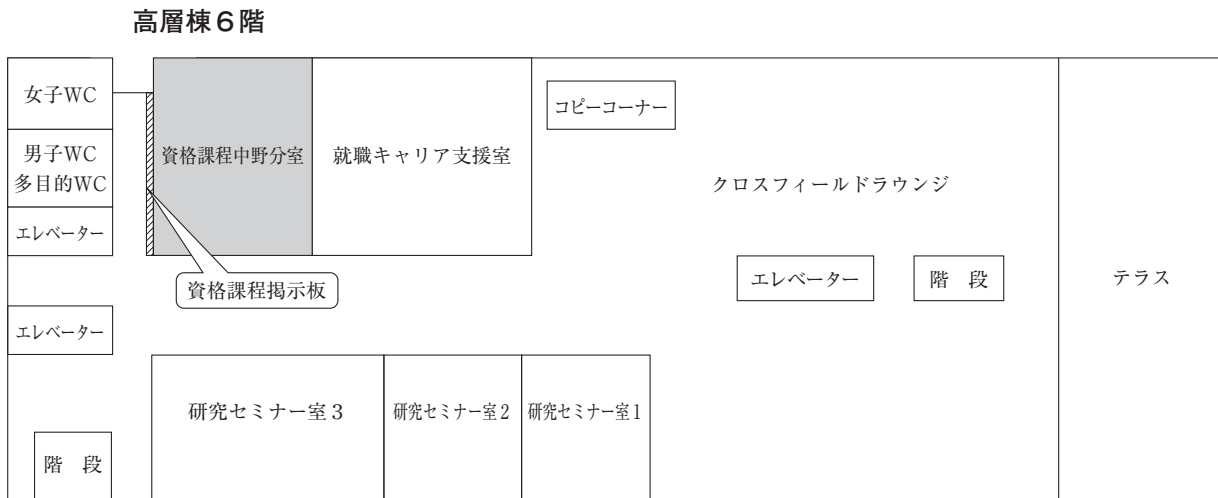 高層棟6階
女子WC
男子WC
多目的WC
エレベーター
資格課程中野分室
就職キャリア支援室
コピーコーナー
クロスフィールドラウンジ
資格課程掲示板
エレベーター
階 段
テラス
エレベーター
研究セミナー室3
研究セミナー室2
研究セミナー室1
階 段